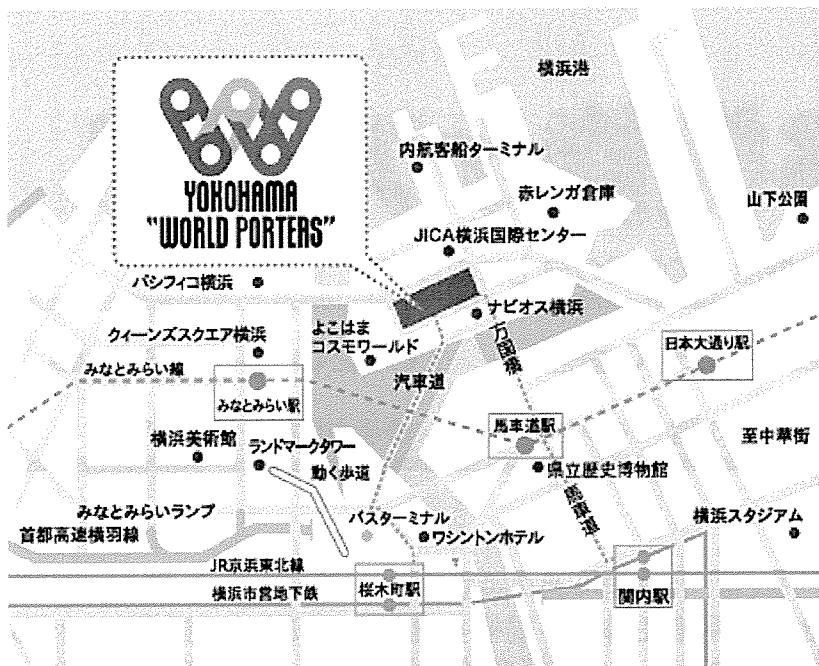 横浜港
内航客船ターミナル
YOKOHAMA
"WORLD PORTERS"
赤レンガ倉庫
山下公園
JICA横浜国際センター
パシフィコ横浜
ナビオス横浜
クィーンズスクエア横浜
よこはま
コスモワールド
万国橋
日本大通り駅
みなとみらい線
汽車道
みなとみらい駅
馬車道駅
至中華街
横浜美術館
ランドマークタワー
動く歩道
県立歴史博物館
馬車道
みなとみらいランプ
首都高速横羽線
バスターミナル
ワシントンホテル
横浜スタジアム
JR京浜東北線
横浜市営地下鉄
桜木町駅
関内駅